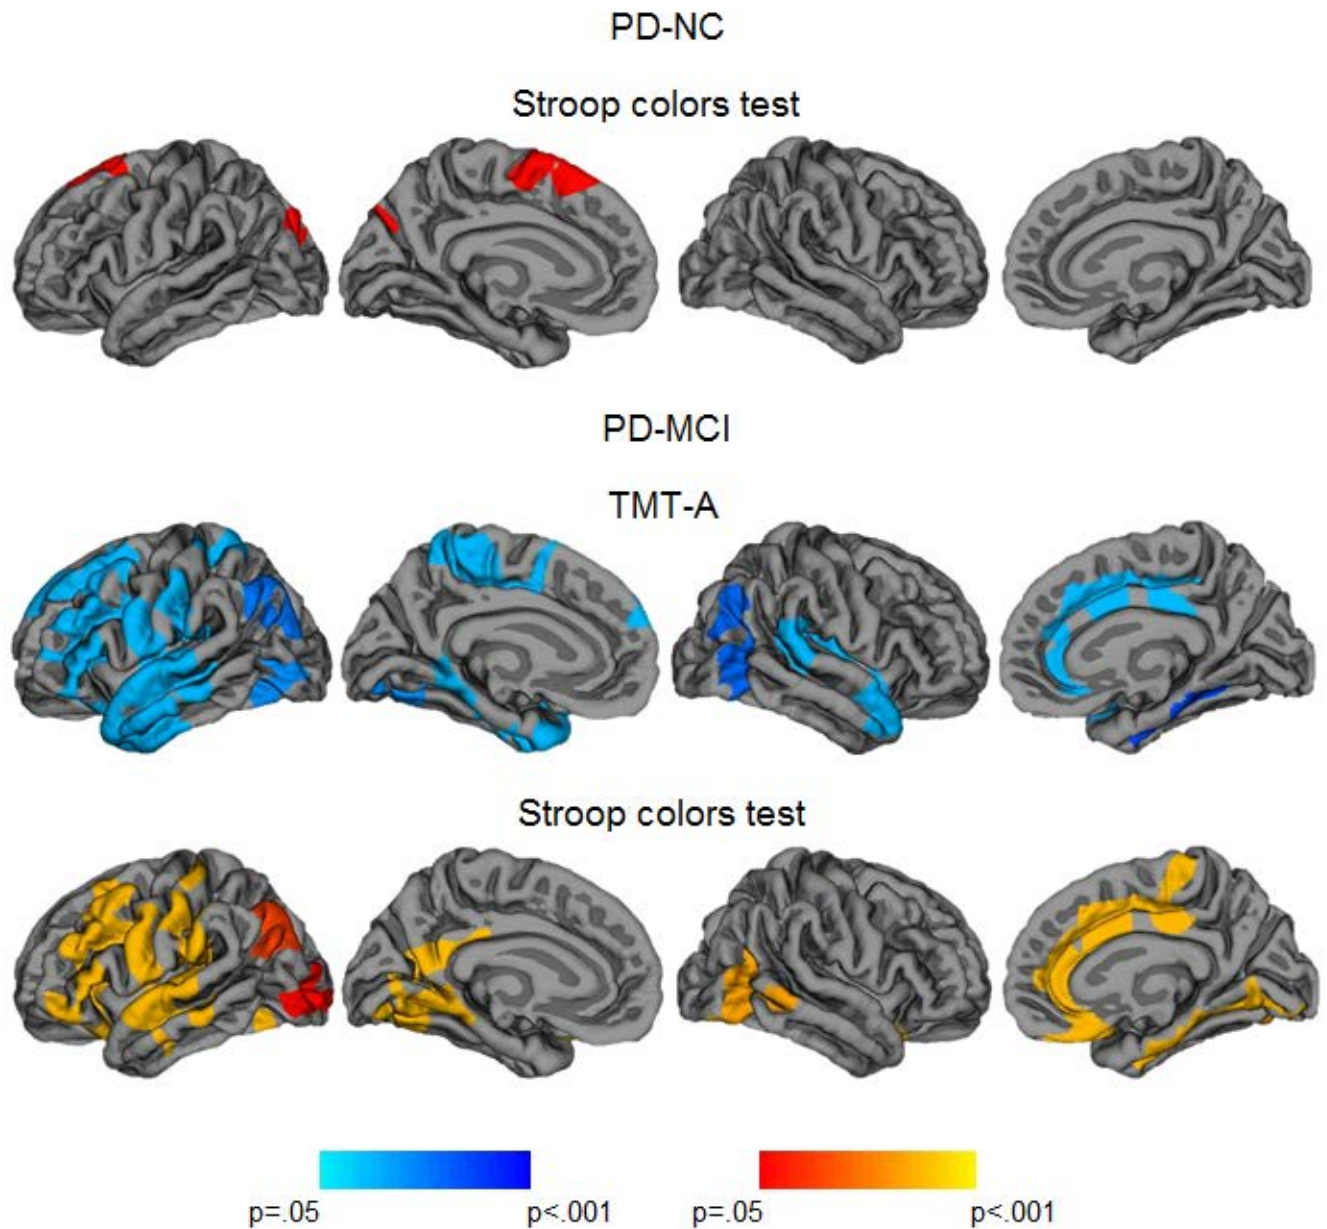 PD-NC
Stroop colors test
PD-MCI
TMT-A
Stroop colors test
p=.05 p<.001 p=.05 p<.001